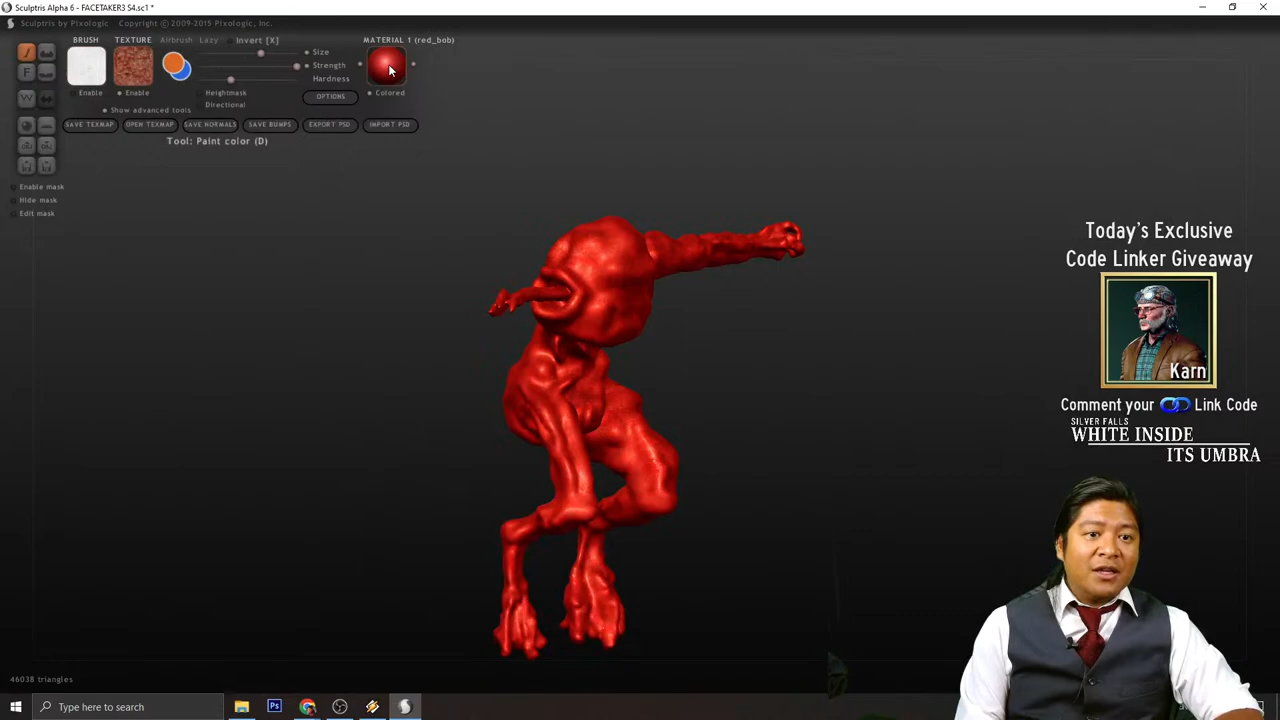 Sculptris Alpha 6 - FACETAKER3 S4.sc1 *
Sculptris by Pixologic Copyright (c) 2009-2015 Pixologic, Inc.
BRUSH TEXTURE Airbrush Lazy Invert [X] MATERIAL 1 (red_bob)
Size
Strength
Hardness
Enable Enable Heightmask Directional OPTIONS Colored
Show advanced tools
SAVE TEXMAP OPEN TEXMAP SAVE NORMALS SAVE BUMPS EXPORT PSD IMPORT PSD
Tool: Paint color (D)
F
W
Enable mask
Hide mask
Edit mask
Today's Exclusive
Code Linker Giveaway
Karn
Comment your Link Code
SILVER FALLS
WHITE INSIDE
ITS UMBRA
46038 triangles
Type here to search
Ps